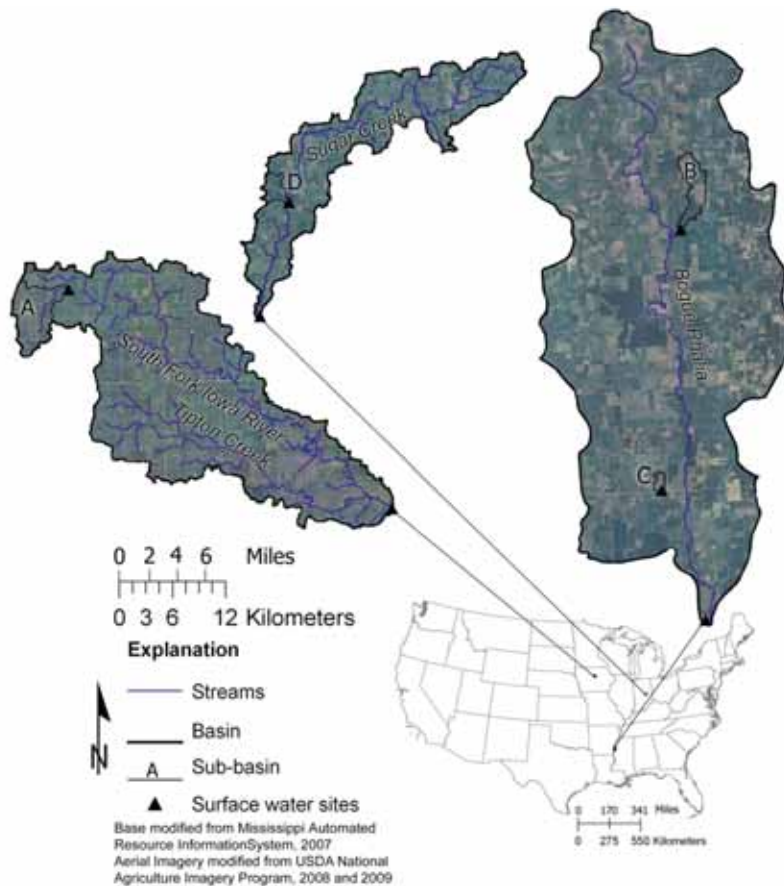 Sugar Creek
D
B
A
Bogue Phalia
South Fork Iowa River
Tipton Creek
C
0 2 4 6 Miles
0 3 6 12 Kilometers
Explanation
Streams
Basin
A
Sub-basin
Surface water sites
N
Base modified from Mississippi Automated
Resource InformationSystem, 2007
Aerial Imagery modified from USDA National
Agriculture Imagery Program, 2008 and 2009
0 170 341 Miles
0 275 550 Kilometers